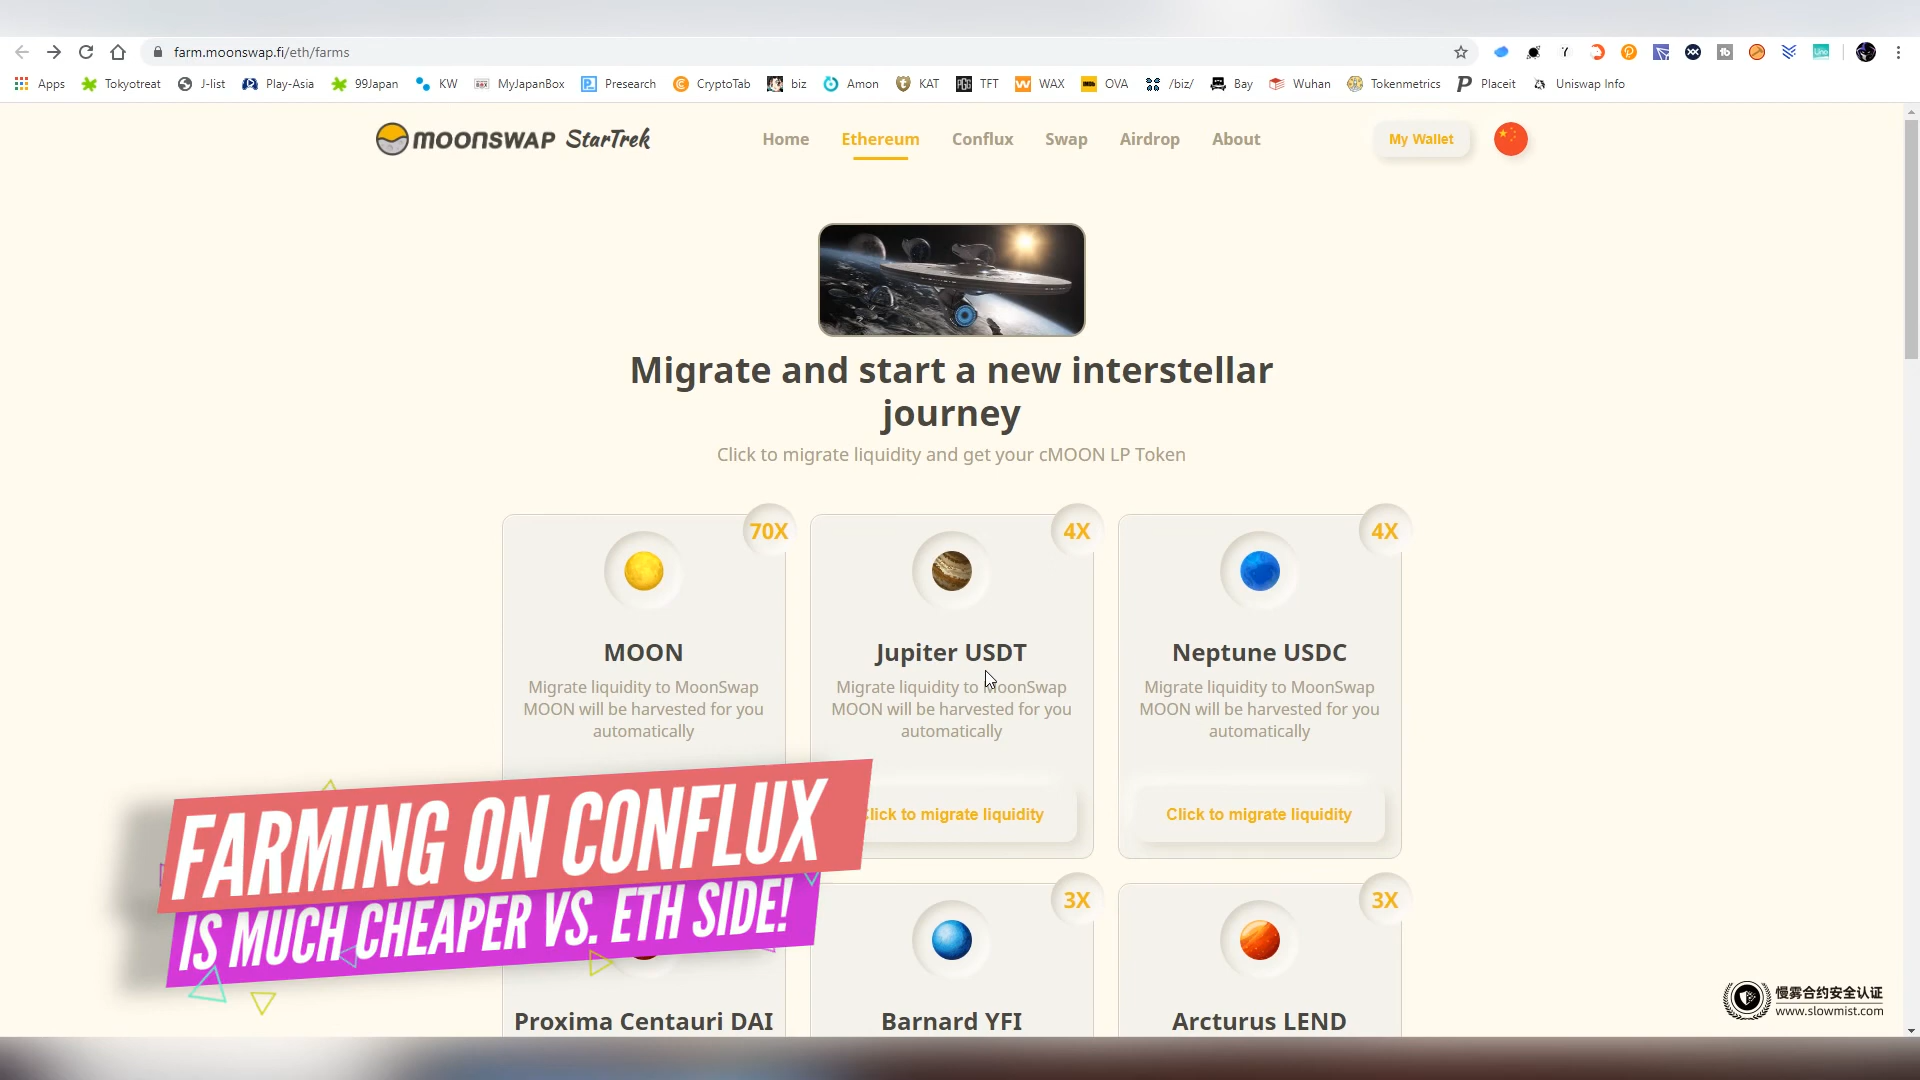 farm.moonswap.fi/eth/farms
Apps Tokyotreat J-list Play-Asia 99Japan KW MyJapanBox Presearch CryptoTab biz Amon KAT TFT WAX OVA /biz/ Bay Wuhan Tokenmetrics Placeit Uniswap Info
MOONSWAP StarTrek Home Ethereum Conflux Swap Airdrop About My Wallet
Migrate and start a new interstellar
journey
Click to migrate liquidity and get your cMOON LP Token
70X 4X 4X
MOON
Migrate liquidity to MoonSwap
MOON will be harvested for you
automatically
Jupiter USDT
Migrate liquidity to MoonSwap
MOON will be harvested for you
automatically
Click to migrate liquidity
Neptune USDC
Migrate liquidity to MoonSwap
MOON will be harvested for you
automatically
Click to migrate liquidity
FARMING ON CONFLUX
IS MUCH CHEAPER VS. ETH SIDE!
3X 3X
Proxima Centauri DAI
Barnard YFI
Arcturus LEND
慢雾合约安全认证
www.slowmist.com